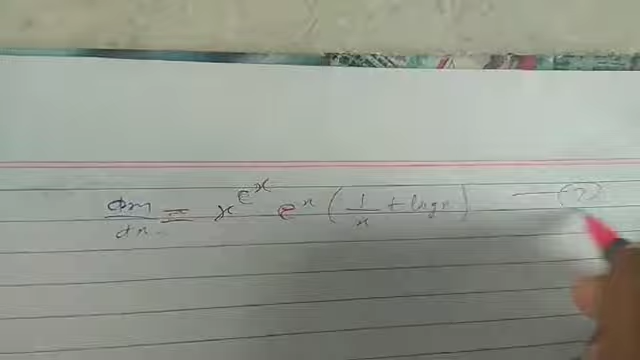 dm/dx = x^{e^x} e^x (1/x + log x) —(2)